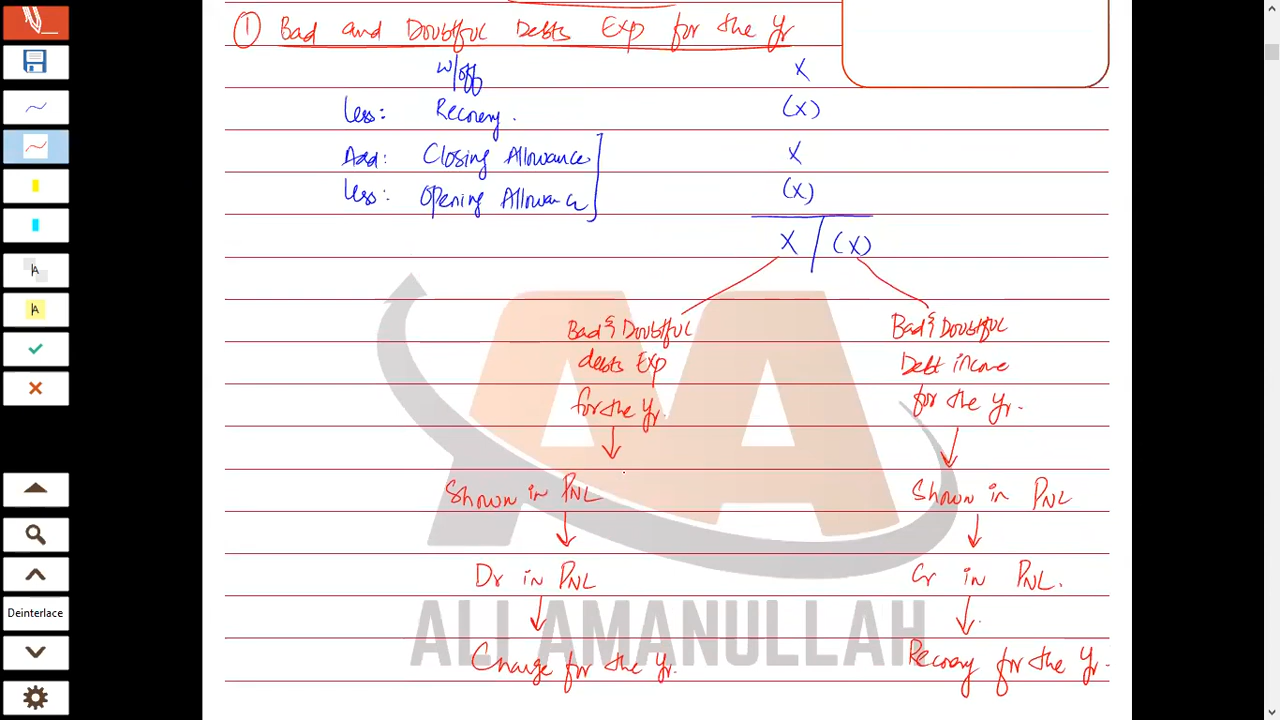 ① Bad and Doubtful Debts Exp for the Yr
w/off X
less: Recovery. (X)
Add: Closing Allowance X
less: Opening Allowance (X)
X / (X)
Bad & Doubtful debts Exp for the Yr.
Bad & Doubtful Debt income for the Yr.
Shown in PNL
Shown in PNL
Dr in PNL
Cr in PNL.
Charge for the Yr.
Recovery for the Yr.
AA
ALI AMANULLAH
A
A
Deinterlace